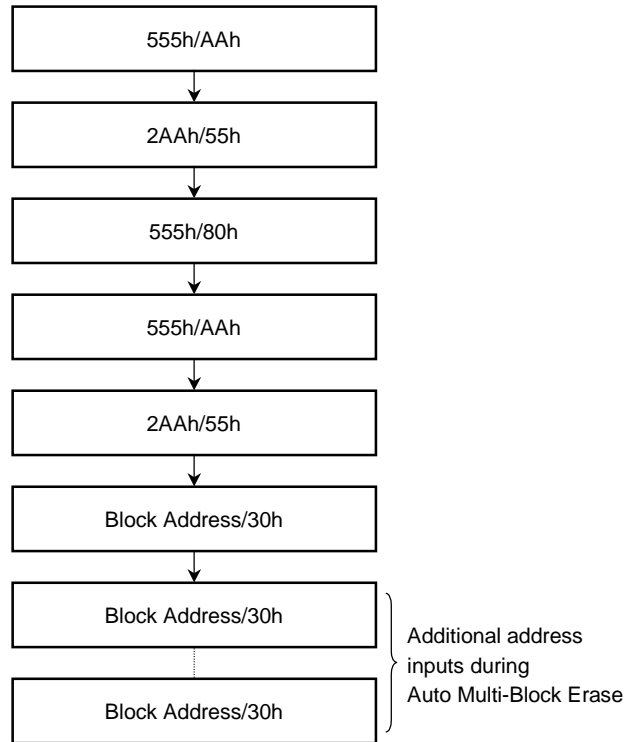 555h/AAh
2AAh/55h
555h/80h
555h/AAh
2AAh/55h
Block Address/30h
Block Address/30h
Additional address
inputs during
Auto Multi-Block Erase
Block Address/30h